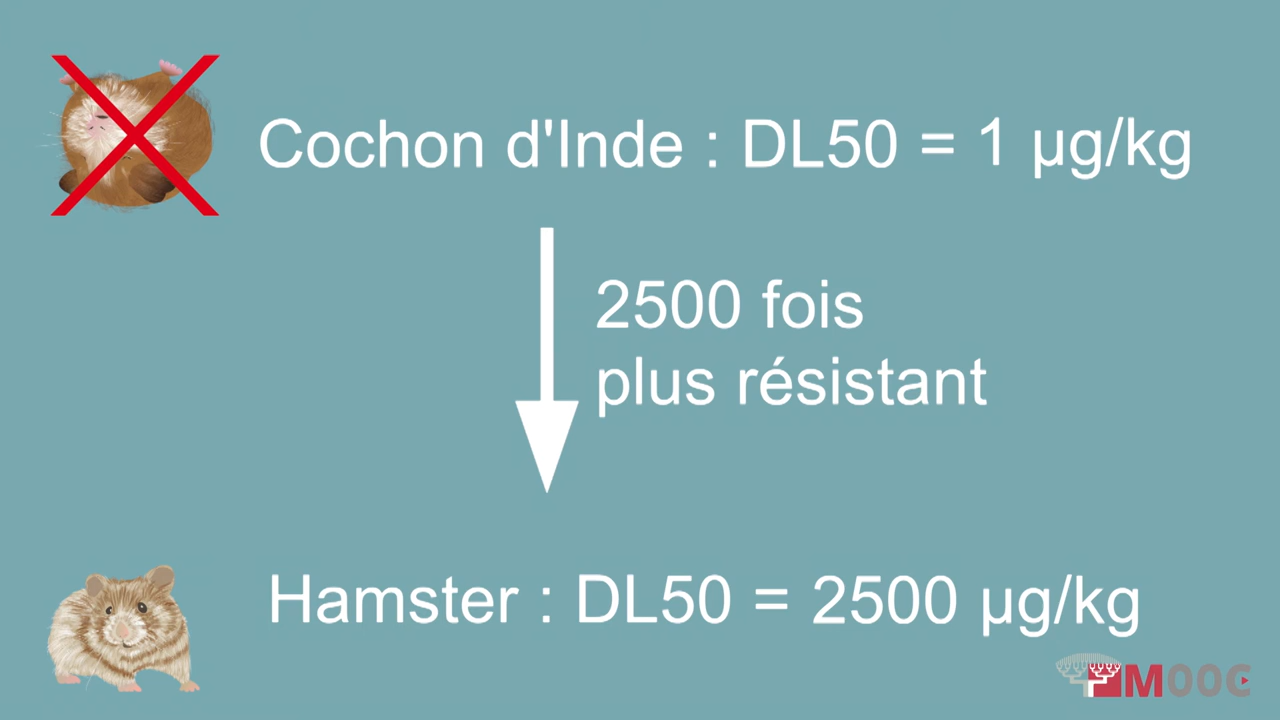 Cochon d'Inde : DL50 = 1 µg/kg
2500 fois
plus résistant
Hamster : DL50 = 2500 µg/kg
MOOC